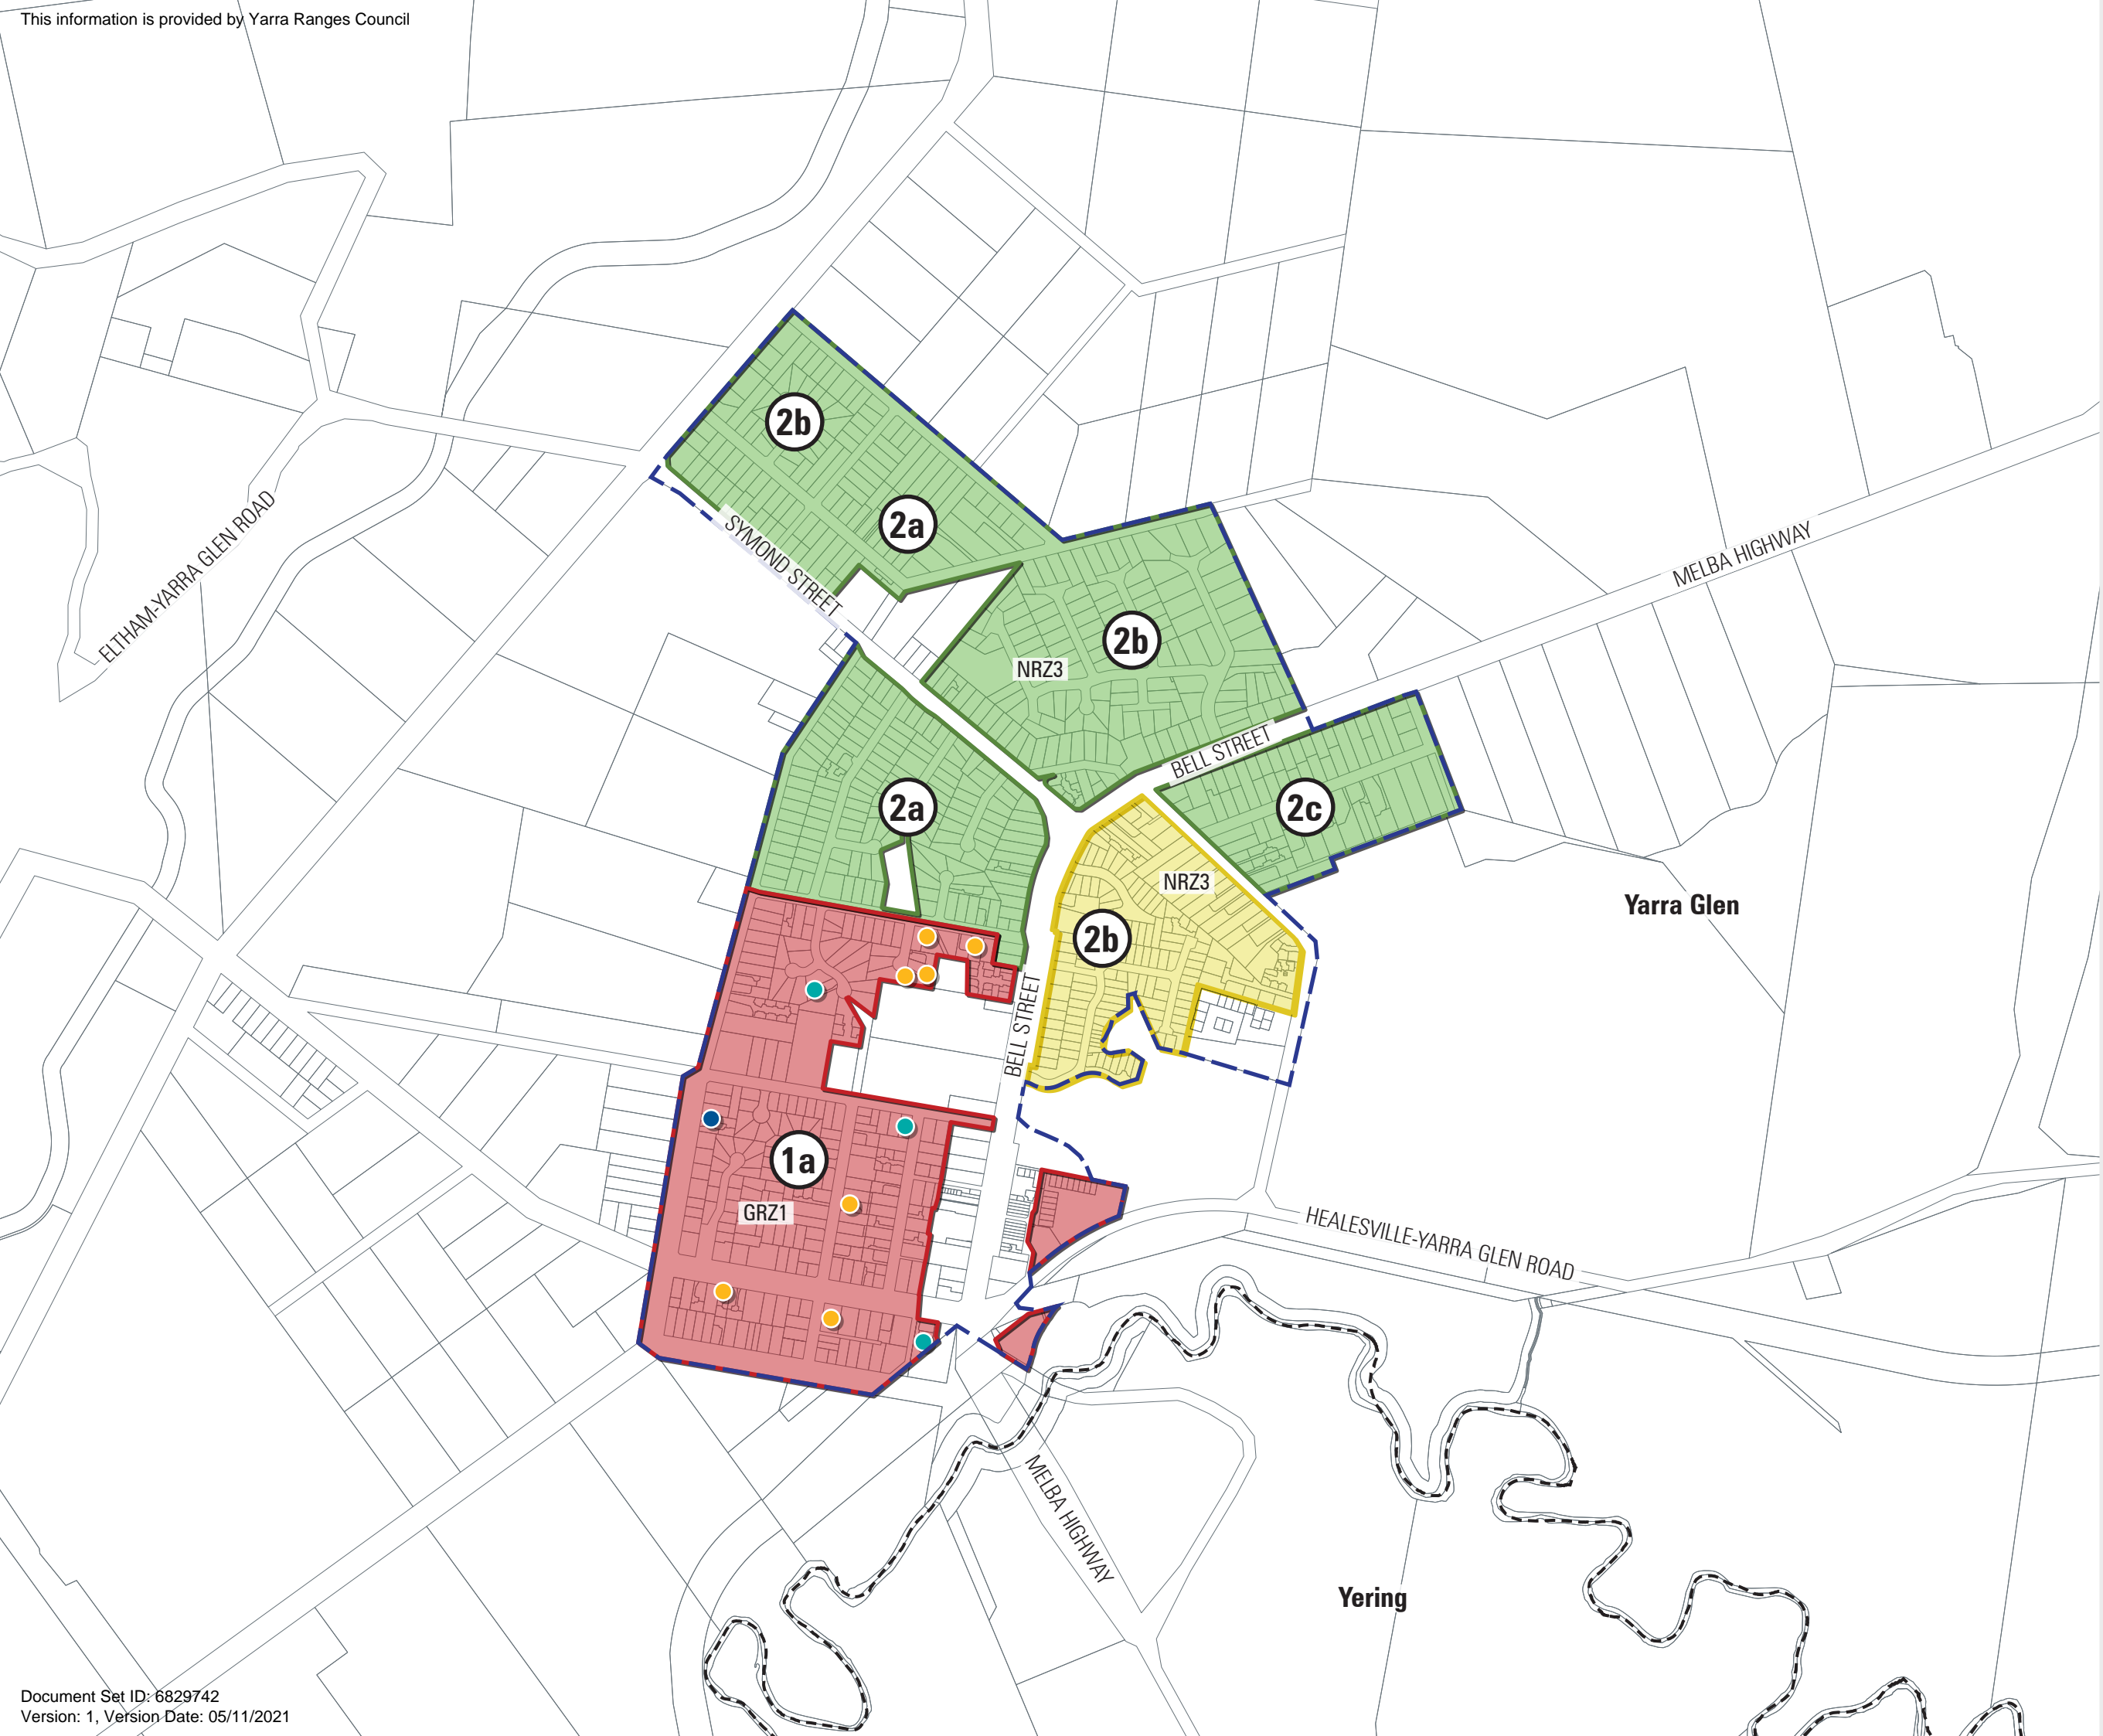 This information is provided by Yarra Ranges Council
2b
ELTHAM-YARRA GLEN ROAD
2a
SYMOND STREET
MELBA HIGHWAY
2b
NRZ3
BELL STREET
2a
2c
NRZ3
Yarra Glen
2b
BELL STREET
1a
GRZ1
HEALESVILLE-YARRA GLEN ROAD
MELBA HIGHWAY
Yering
Document Set ID: 6829742
Version: 1, Version Date: 05/11/2021